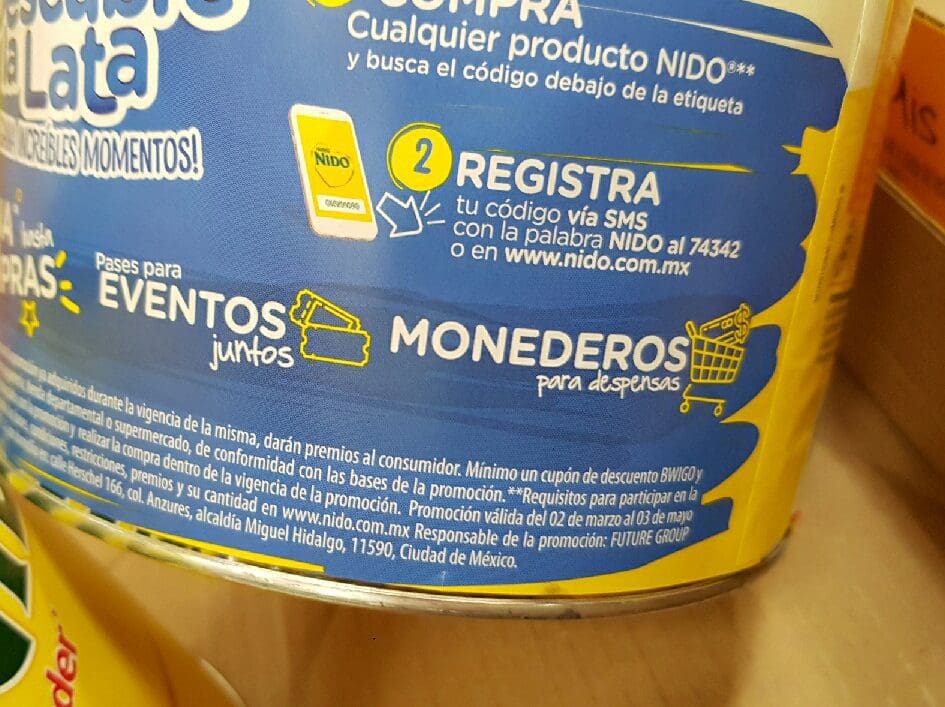 Lata
INCREÍBLES MOMENTOS!
COMPRA
Cualquier producto NIDO®**
y busca el código debajo de la etiqueta
NIDO
2
REGISTRA
tu código vía SMS
con la palabra NIDO al 74342
o en www.nido.com.mx
hasta
Pases para
EVENTOS
juntos
MONEDEROS
para despensas
$
ya adquiridos durante la vigencia de la misma, darán premios al consumidor. Mínimo un cupón de descuento BWIGO y
departamental o supermercado, de conformidad con las bases de la promoción. **Requisitos para participar en la
y realizar la compra dentro de la vigencia de la promoción. Promoción válida del 02 de marzo al 03 de mayo
restricciones, premios y su cantidad en www.nido.com.mx Responsable de la promoción: FUTURE GROUP
calle Herschel 166, col. Anzures, alcaldía Miguel Hidalgo, 11590, Ciudad de México.